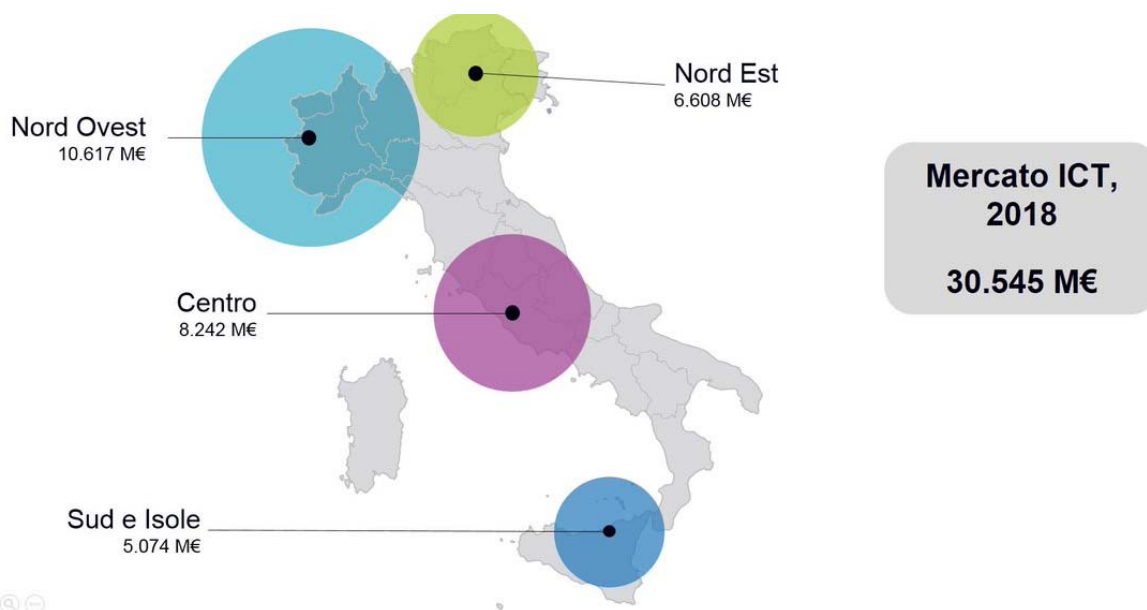 Nord Est
6.608 M€
Nord Ovest
10.617 M€
Mercato ICT,
2018
30.545 M€
Centro
8.242 M€
Sud e Isole
5.074 M€